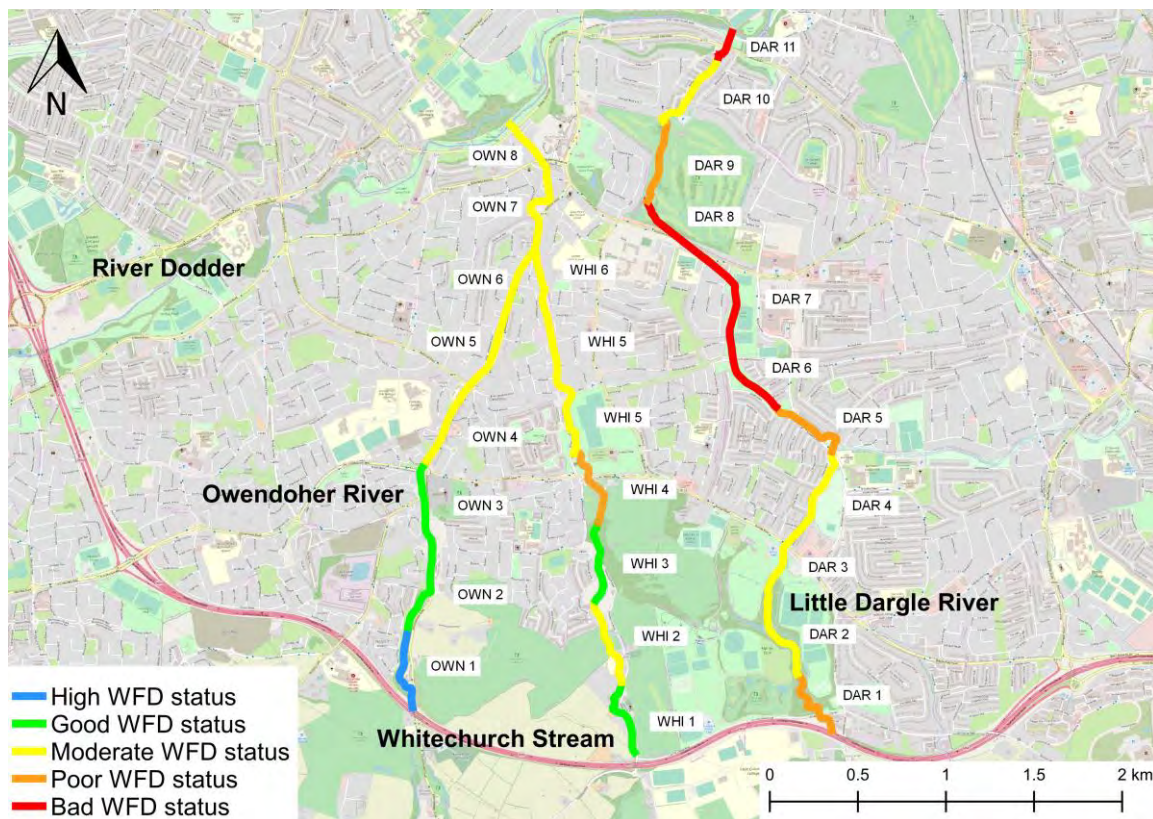 DAR 11
DAR 10
OWN 8
DAR 9
OWN 7
DAR 8
River Dodder
OWN 6
WHI 6
DAR 7
OWN 5
WHI 5
DAR 6
WHI 5
DAR 5
OWN 4
Owendoher River
WHI 4
OWN 3
DAR 4
WHI 3
DAR 3
OWN 2
Little Dargle River
WHI 2
DAR 2
OWN 1
DAR 1
WHI 1
Whitechurch Stream
N
High WFD status
Good WFD status
Moderate WFD status
Poor WFD status
Bad WFD status
0 0.5 1 1.5 2 km